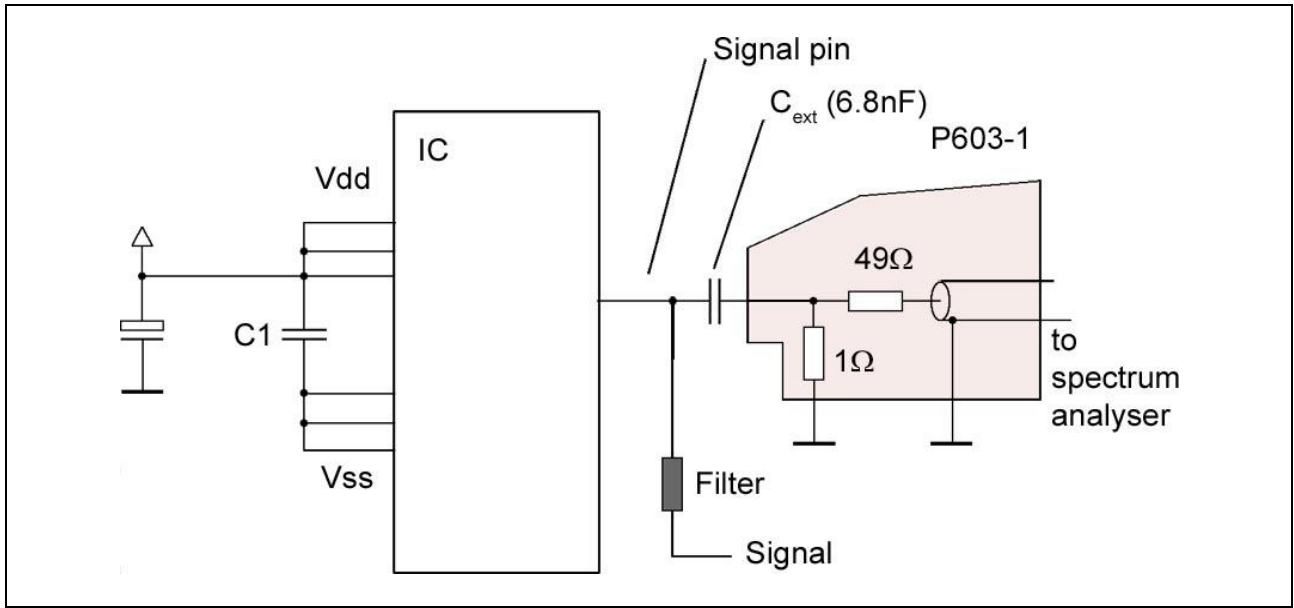 Signal pin
Cext (6.8nF)
P603-1
IC
Vdd
49Ω
C1
1Ω
to
spectrum
analyser
Vss
Filter
Signal